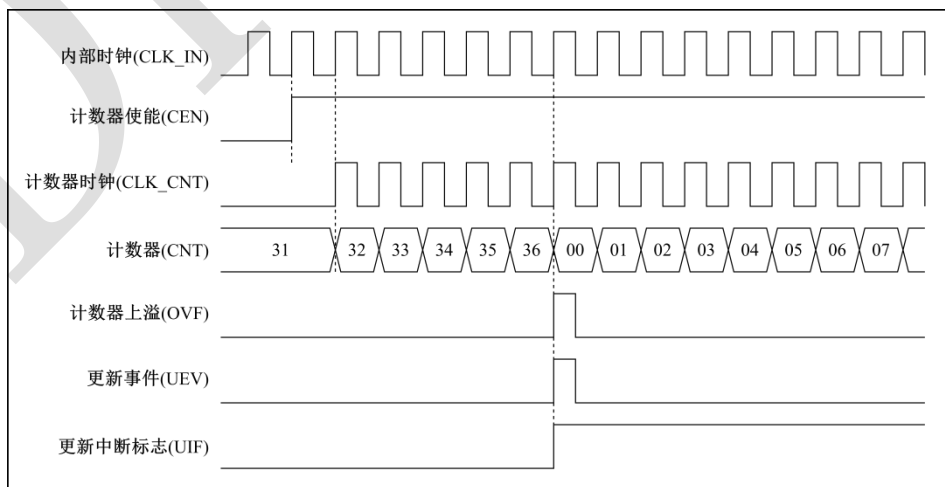 内部时钟(CLK_IN)
计数器使能(CEN)
计数器时钟(CLK_CNT)
计数器(CNT)
31 32 33 34 35 36 00 01 02 03 04 05 06 07
计数器上溢(OVF)
更新事件(UEV)
更新中断标志(UIF)